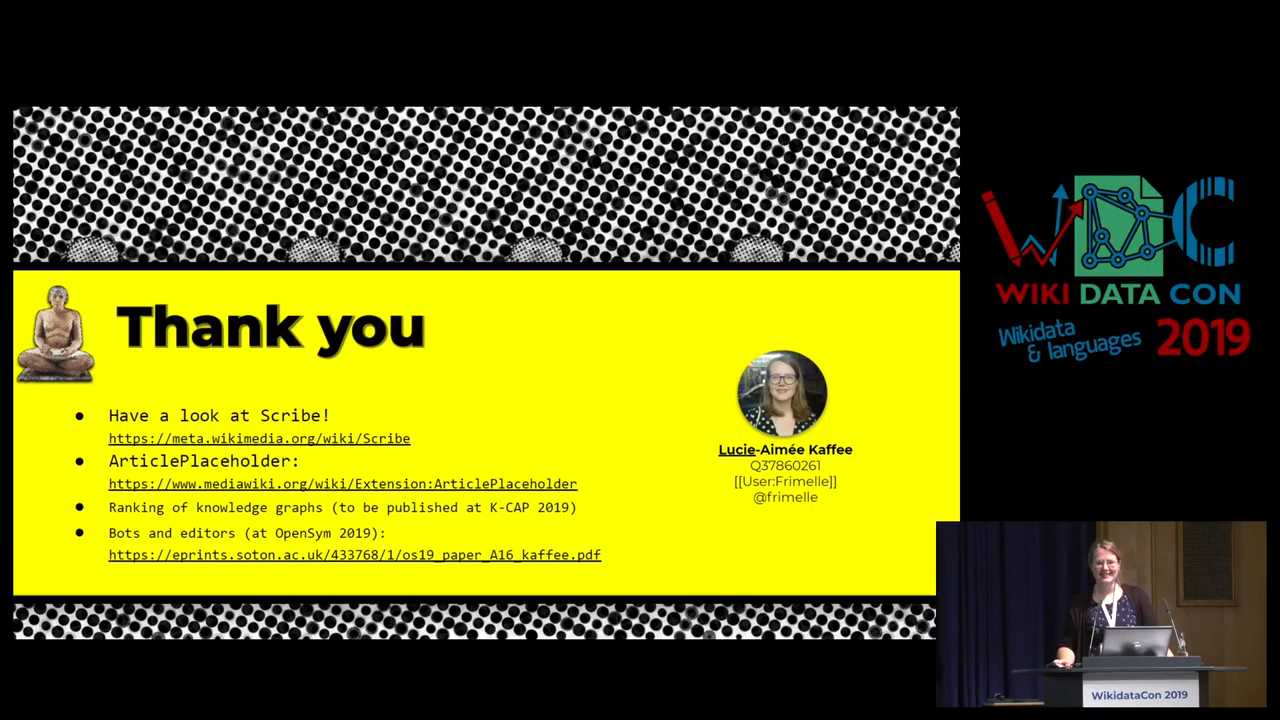 Thank you
● Have a look at Scribe!
https://meta.wikimedia.org/wiki/Scribe
● ArticlePlaceholder:
https://www.mediawiki.org/wiki/Extension:ArticlePlaceholder
● Ranking of knowledge graphs (to be published at K-CAP 2019)
● Bots and editors (at OpenSym 2019):
https://eprints.soton.ac.uk/433768/1/os19_paper_A16_kaffee.pdf
Lucie-Aimée Kaffee
Q37860261
[[User:Frimelle]]
@frimelle
WDC
WIKI DATA CON
Wikidata
& languages 2019
WikidataCon 2019